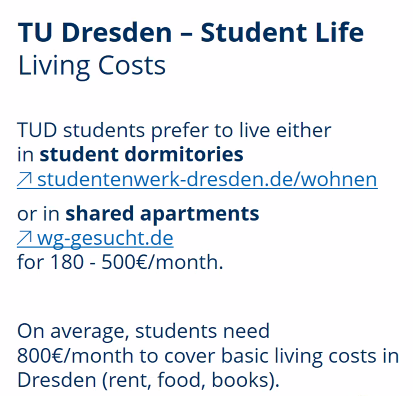 TU Dresden – Student Life
Living Costs
TUD students prefer to live either
in student dormitories
↗ studentenwerk-dresden.de/wohnen
or in shared apartments
↗ wg-gesucht.de
for 180 - 500€/month.
On average, students need
800€/month to cover basic living costs in
Dresden (rent, food, books).